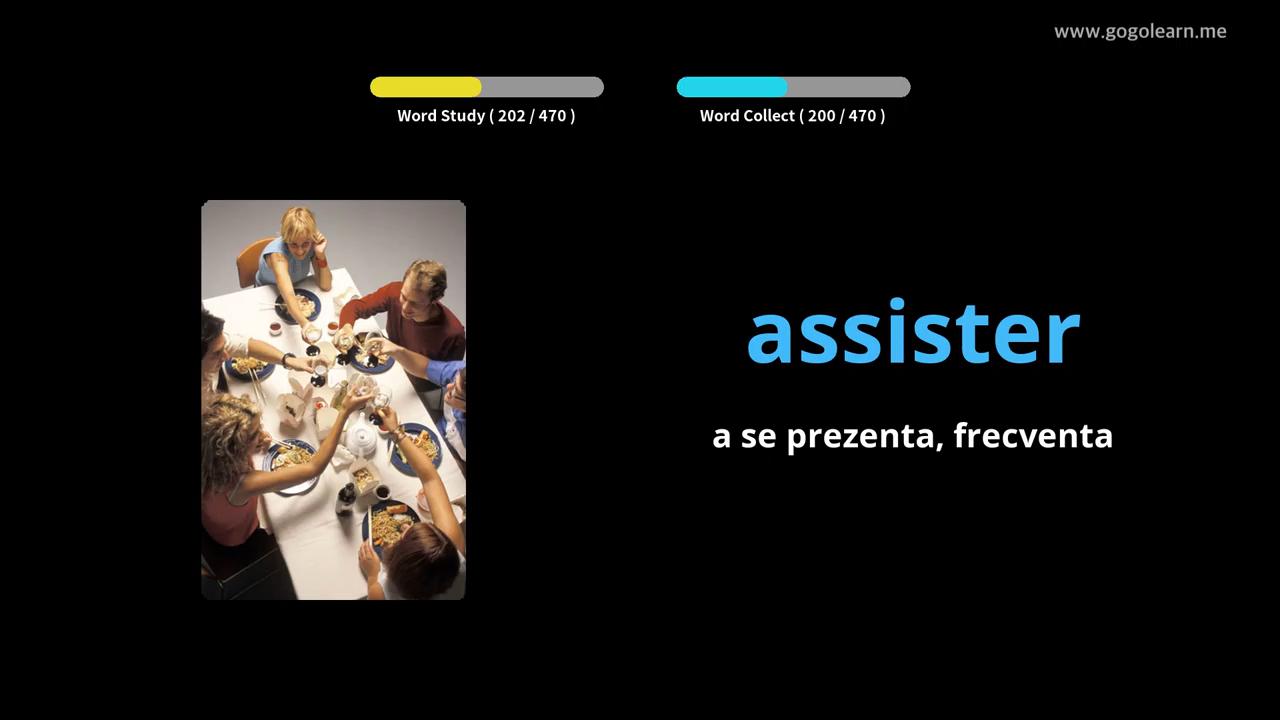 www.gogolearn.me
Word Study ( 202 / 470 )
Word Collect ( 200 / 470 )
assister
a se prezenta, frecventa